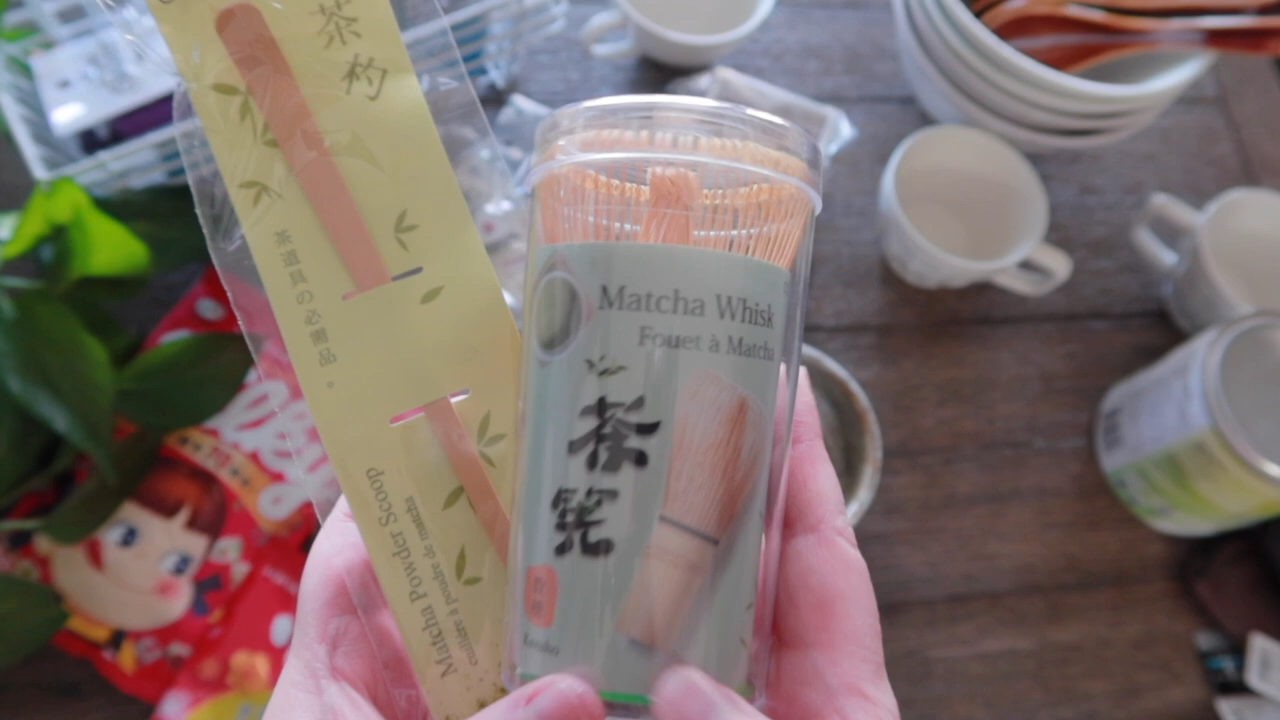 茶杓
茶道具の必需品。
Matcha Powder Scoop
cuillère à poudre de matcha
Matcha Whisk
Fouet à Matcha
茶筅